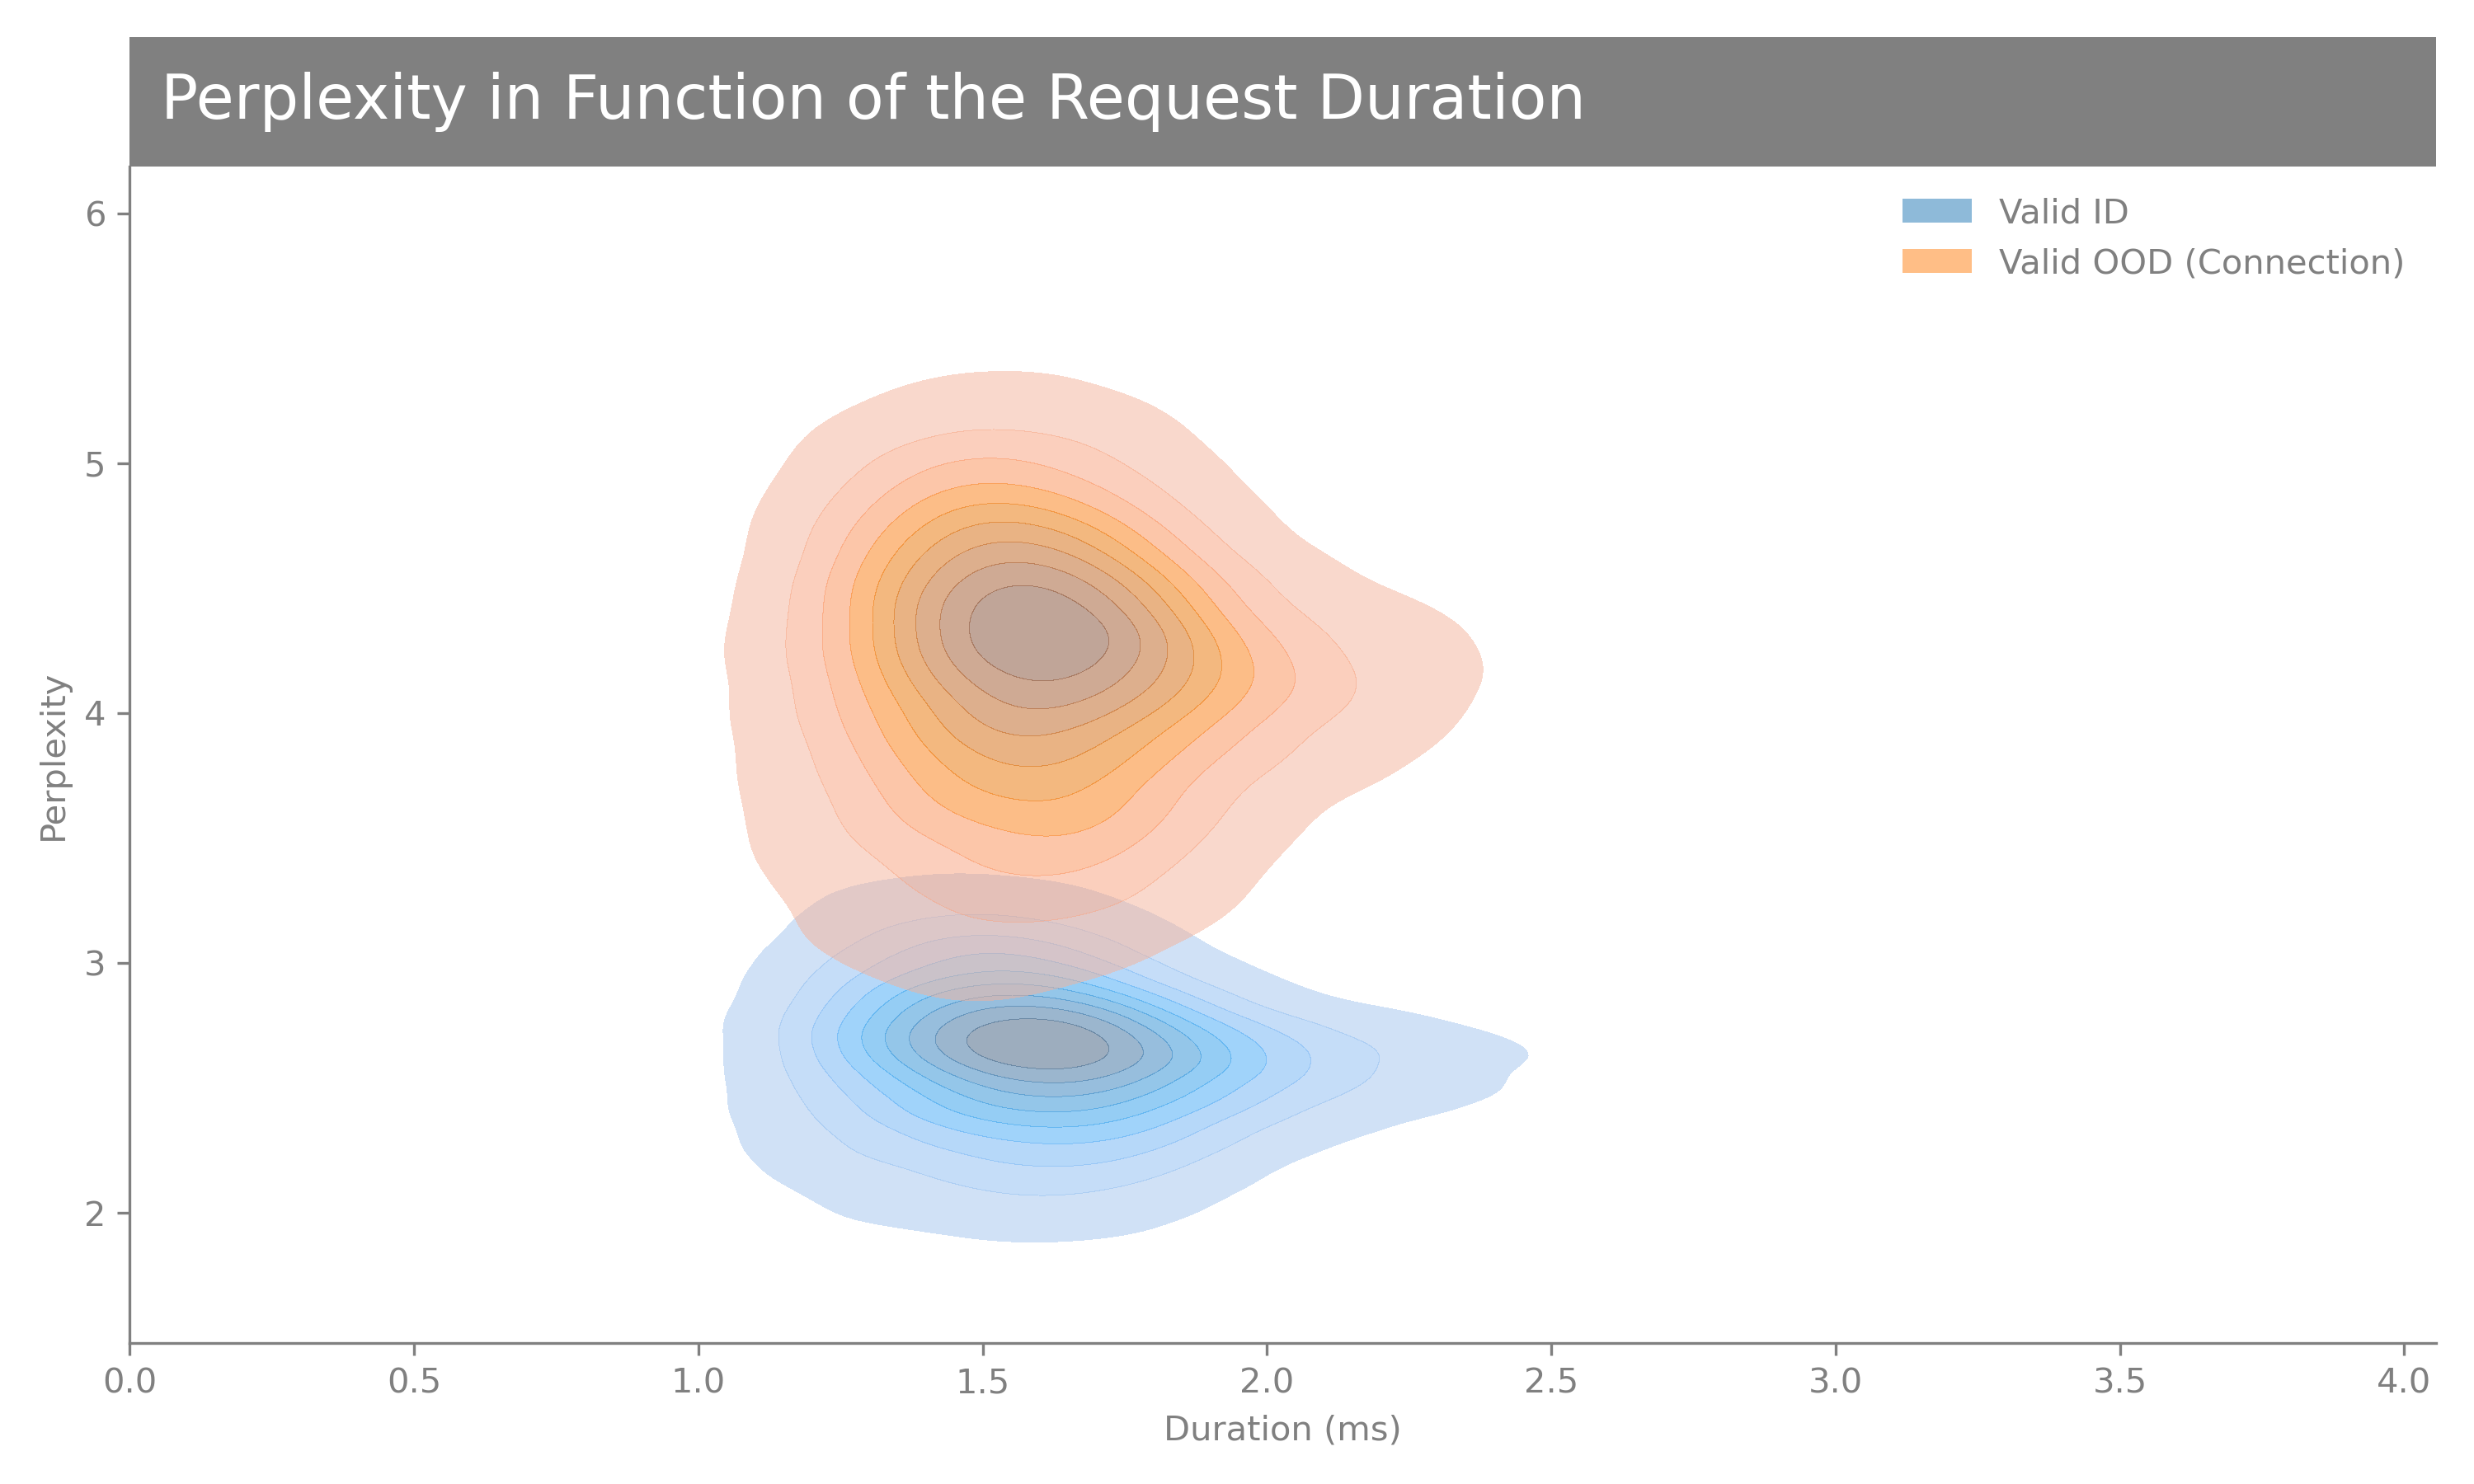 Perplexity in Function of the Request Duration
Valid ID
Valid OOD (Connection)
6
5
4
3
2
Perplexity
0.0 0.5 1.0 1.5 2.0 2.5 3.0 3.5 4.0
Duration (ms)